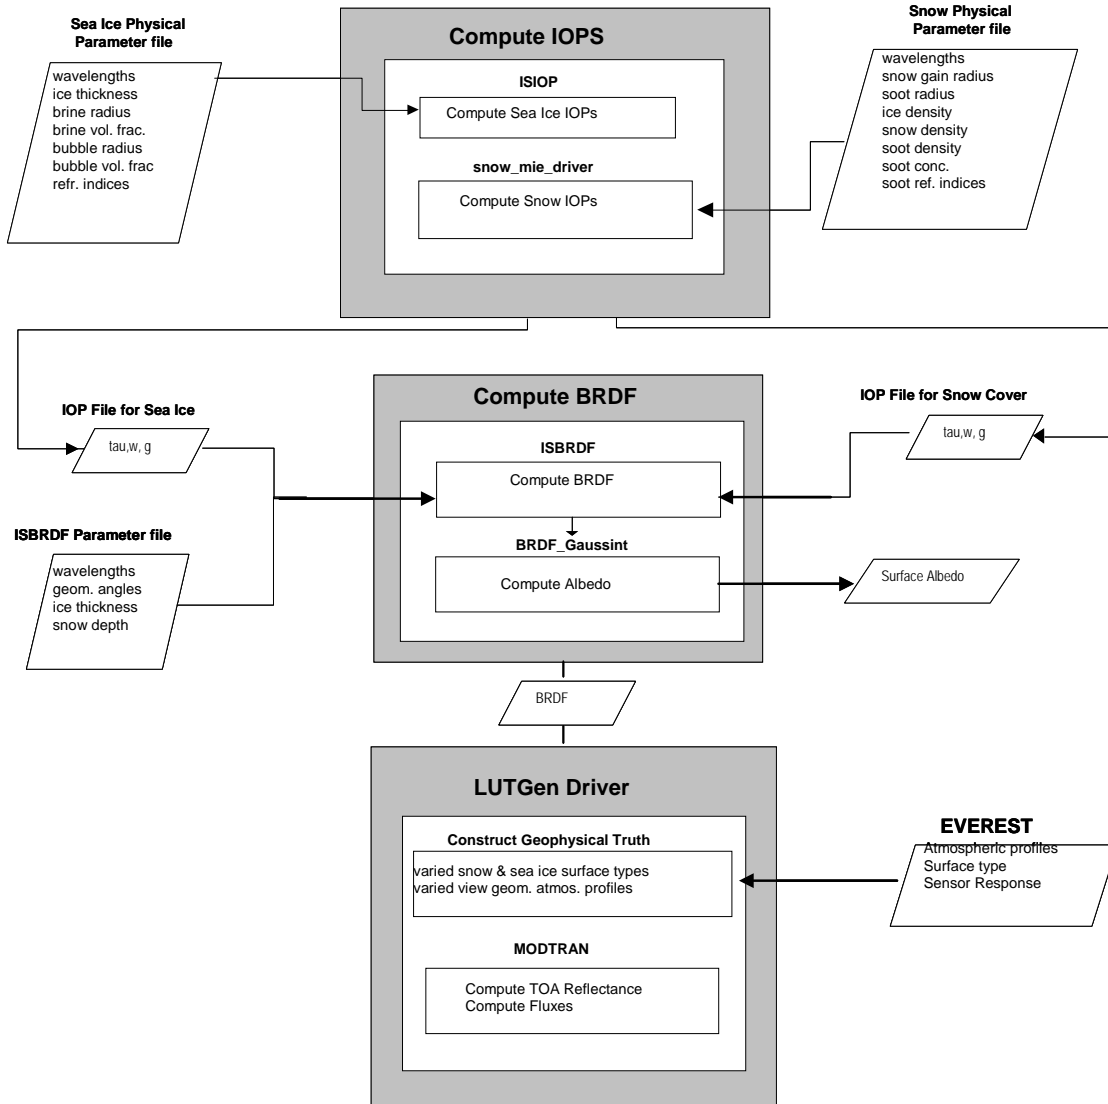 Sea Ice Physical
Parameter file
wavelengths
ice thickness
brine radius
brine vol. frac.
bubble radius
bubble vol. frac
refr. indices
Compute IOPS
ISIOP
Compute Sea Ice IOPs
snow_mie_driver
Compute Snow IOPs
Snow Physical
Parameter file
wavelengths
snow gain radius
soot radius
ice density
snow density
soot density
soot conc.
soot ref. indices
IOP File for Sea Ice
tau,w, g
ISBRDF Parameter file
wavelengths
geom. angles
ice thickness
snow depth
Compute BRDF
ISBRDF
Compute BRDF
BRDF_Gaussint
Compute Albedo
IOP File for Snow Cover
tau,w, g
Surface Albedo
BRDF
LUTGen Driver
Construct Geophysical Truth
varied snow & sea ice surface types
varied view geom. atmos. profiles
MODTRAN
Compute TOA Reflectance
Compute Fluxes
EVEREST
Atmospheric profiles
Surface type
Sensor Response